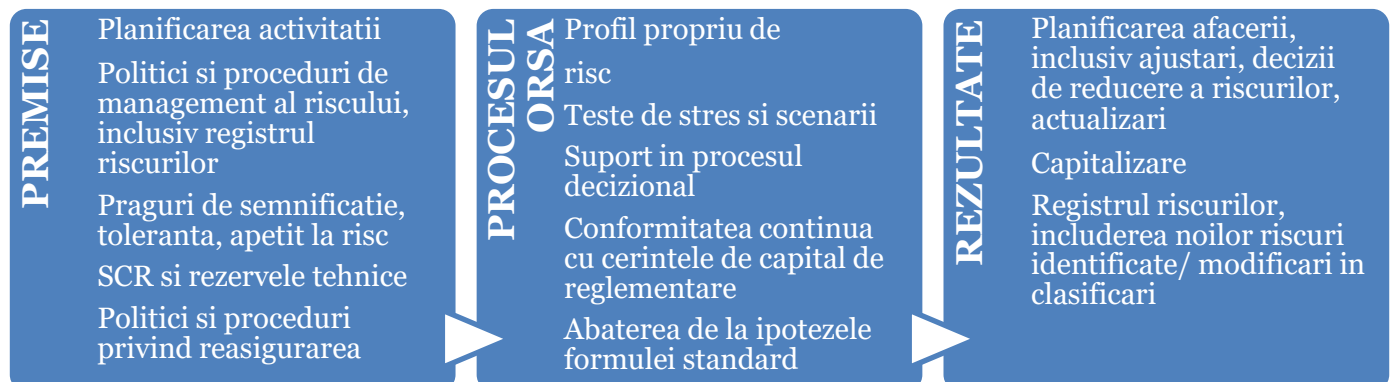 PREMISE
Planificarea activitatii
Politici si proceduri de
management al riscului,
inclusiv registrul
riscurilor
Praguri de semnificatie,
toleranta, apetit la risc
SCR si rezervele tehnice
Politici si proceduri
privind reasigurarea
PROCESUL
ORSA
Profil propriu de
risc
Teste de stres si scenarii
Suport in procesul
decizional
Conformitatea continua
cu cerintele de capital de
reglementare
Abaterea de la ipotezele
formulei standard
REZULTATE
Planificarea afacerii,
inclusiv ajustari, decizii
de reducere a riscurilor,
actualizari
Capitalizare
Registrul riscurilor,
includerea noilor riscuri
identificate/ modificari in
clasificari